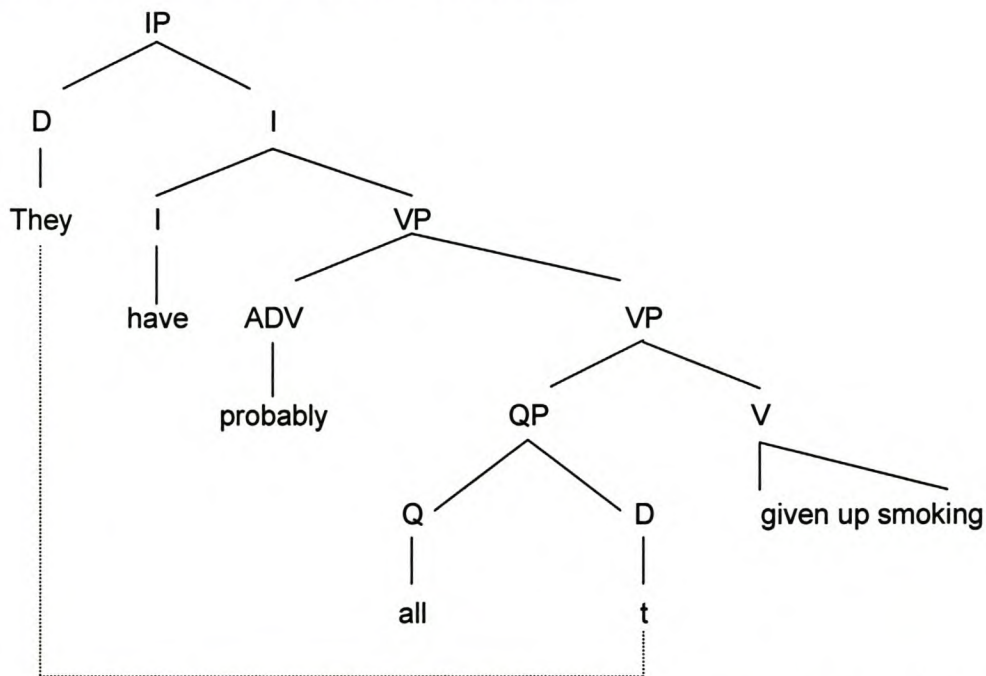 IP
D I
They I VP
have ADV VP
probably QP V
Q D given up smoking
all t